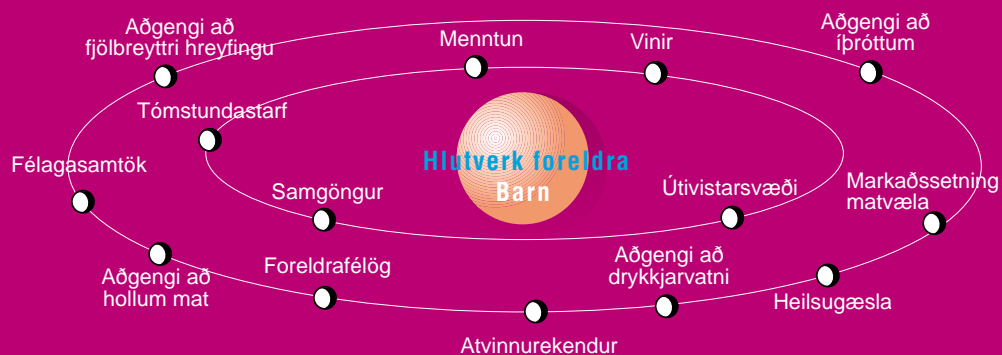 Aðgengi að
fjölbreyttri hreyfingu
Menntun
Vinir
Aðgengi að
íþróttum
Tómstundastarf
Félagasamtök
Hlutverk foreldra
Barn
Samgöngur
Útivistarsvæði
Markaðssetning
matvæla
Aðgengi að
hollum mat
Foreldrafélög
Aðgengi að
drykkjarvatni
Heilsugæsla
Atvinnurekendur